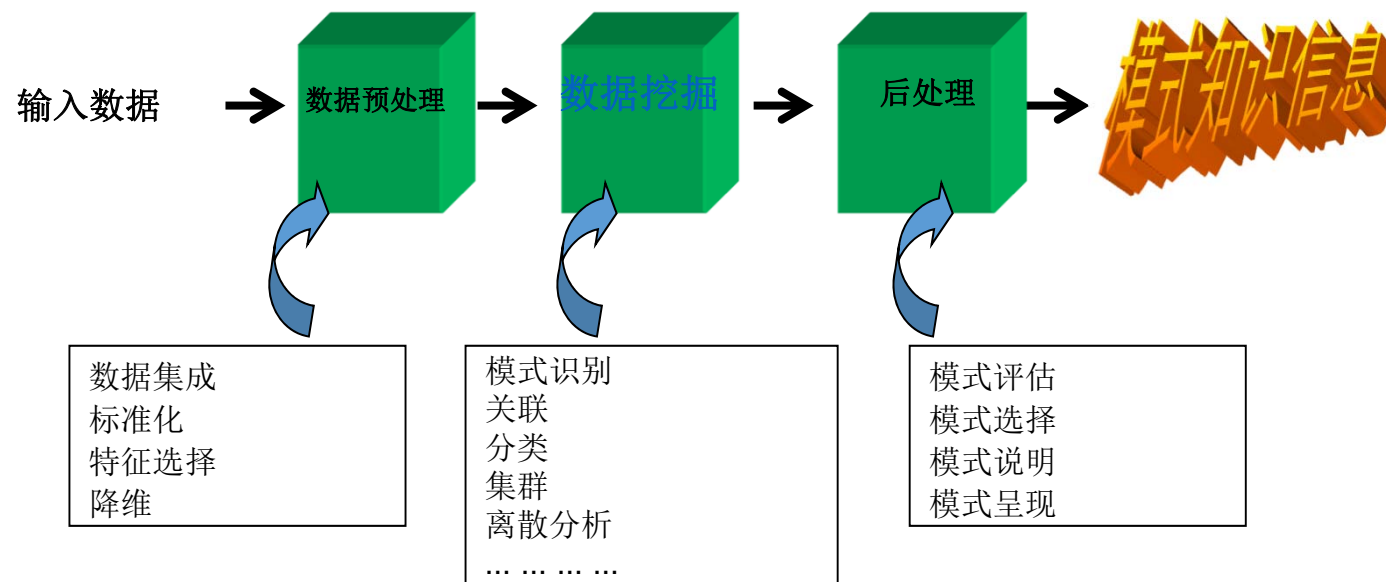 输入数据
数据预处理
数据挖掘
后处理
模式知识信息
数据集成
标准化
特征选择
降维
模式识别
关联
分类
集群
离散分析
... ... ... ...
模式评估
模式选择
模式说明
模式呈现